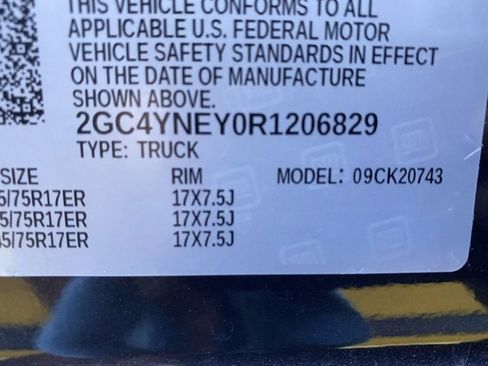 THIS VEHICLE CONFORMS TO ALL
APPLICABLE U.S. FEDERAL MOTOR
VEHICLE SAFETY STANDARDS IN EFFECT
ON THE DATE OF MANUFACTURE
SHOWN ABOVE.
2GC4YNEY0R1206829
TYPE: TRUCK
SIZE RIM MODEL: 09CK20743
5/75R17ER 17X7.5J
5/75R17ER 17X7.5J
45/75R17ER 17X7.5J